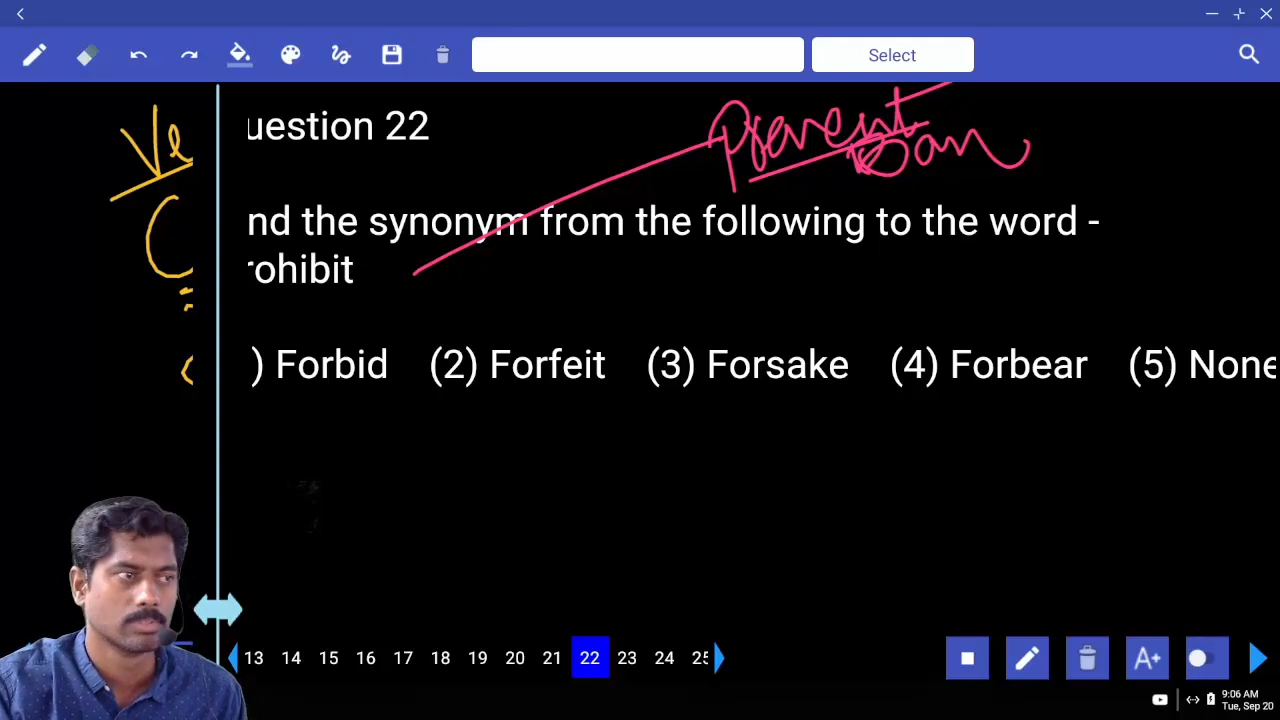 Select
uestion 22
Prevent
Ban
Ve
nd the synonym from the following to the word -
rohibit
) Forbid (2) Forfeit (3) Forsake (4) Forbear (5) None
13 14 15 16 17 18 19 20 21 22 23 24 25
A+
9:06 AM
Tue, Sep 20